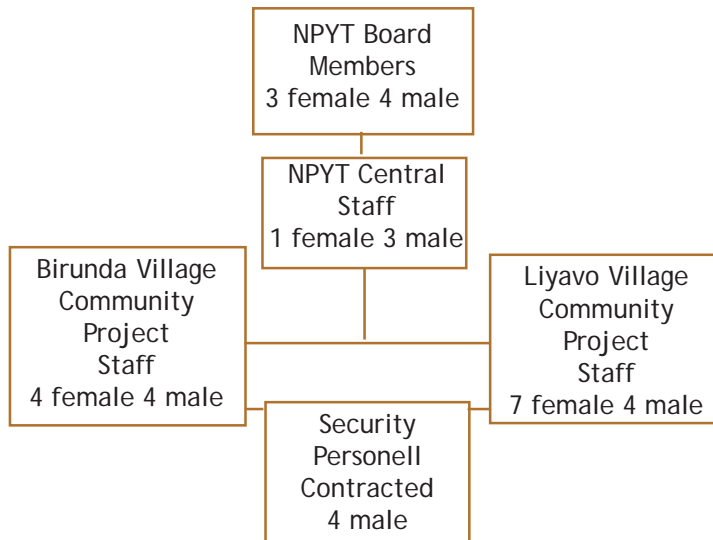 NPYT Board
Members
3 female 4 male
NPYT Central
Staff
1 female 3 male
Birunda Village
Community
Project
Staff
4 female 4 male
Liyavo Village
Community
Project
Staff
7 female 4 male
Security
Personell
Contracted
4 male